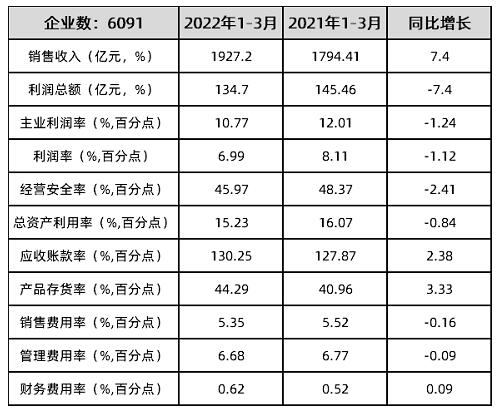 企业数：6091 2022年1-3月 2021年1-3月 同比增长
销售收入（亿元，%） 1927.2 1794.41 7.4
利润总额（亿元，%） 134.7 145.46 -7.4
主业利润率（%,百分点） 10.77 12.01 -1.24
利润率（%,百分点） 6.99 8.11 -1.12
经营安全率（%,百分点） 45.97 48.37 -2.41
总资产利用率（%,百分点） 15.23 16.07 -0.84
应收账款率（%,百分点） 130.25 127.87 2.38
产品存货率（%,百分点） 44.29 40.96 3.33
销售费用率（%,百分点） 5.35 5.52 -0.16
管理费用率（%,百分点） 6.68 6.77 -0.09
财务费用率（%,百分点） 0.62 0.52 0.09